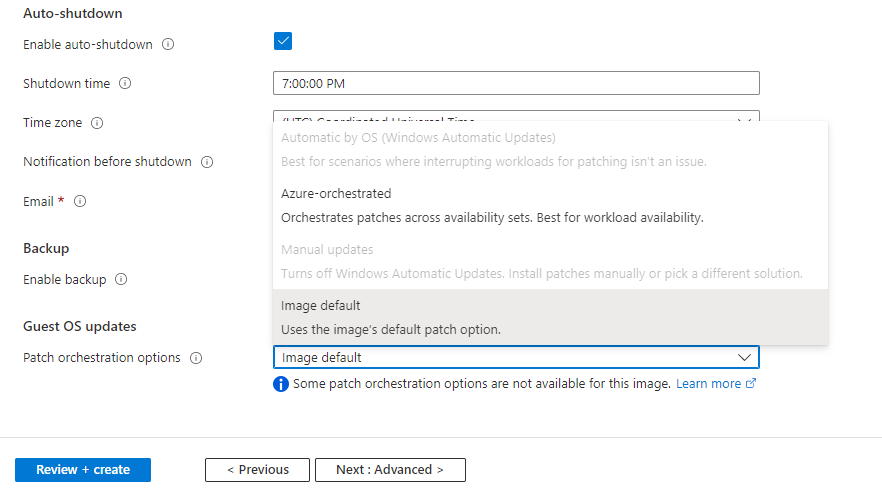 Auto-shutdown
Enable auto-shutdown
Shutdown time
7:00:00 PM
Time zone
(UTC) Coordinated Universal Time
Automatic by OS (Windows Automatic Updates)
Best for scenarios where interrupting workloads for patching isn't an issue.
Notification before shutdown
Azure-orchestrated
Email *
Orchestrates patches across availability sets. Best for workload availability.
Backup
Manual updates
Enable backup
Turns off Windows Automatic Updates. Install patches manually or pick a different solution.
Image default
Guest OS updates
Uses the image's default patch option.
Patch orchestration options
Image default
Some patch orchestration options are not available for this image. Learn more
Review + create
< Previous
Next : Advanced >